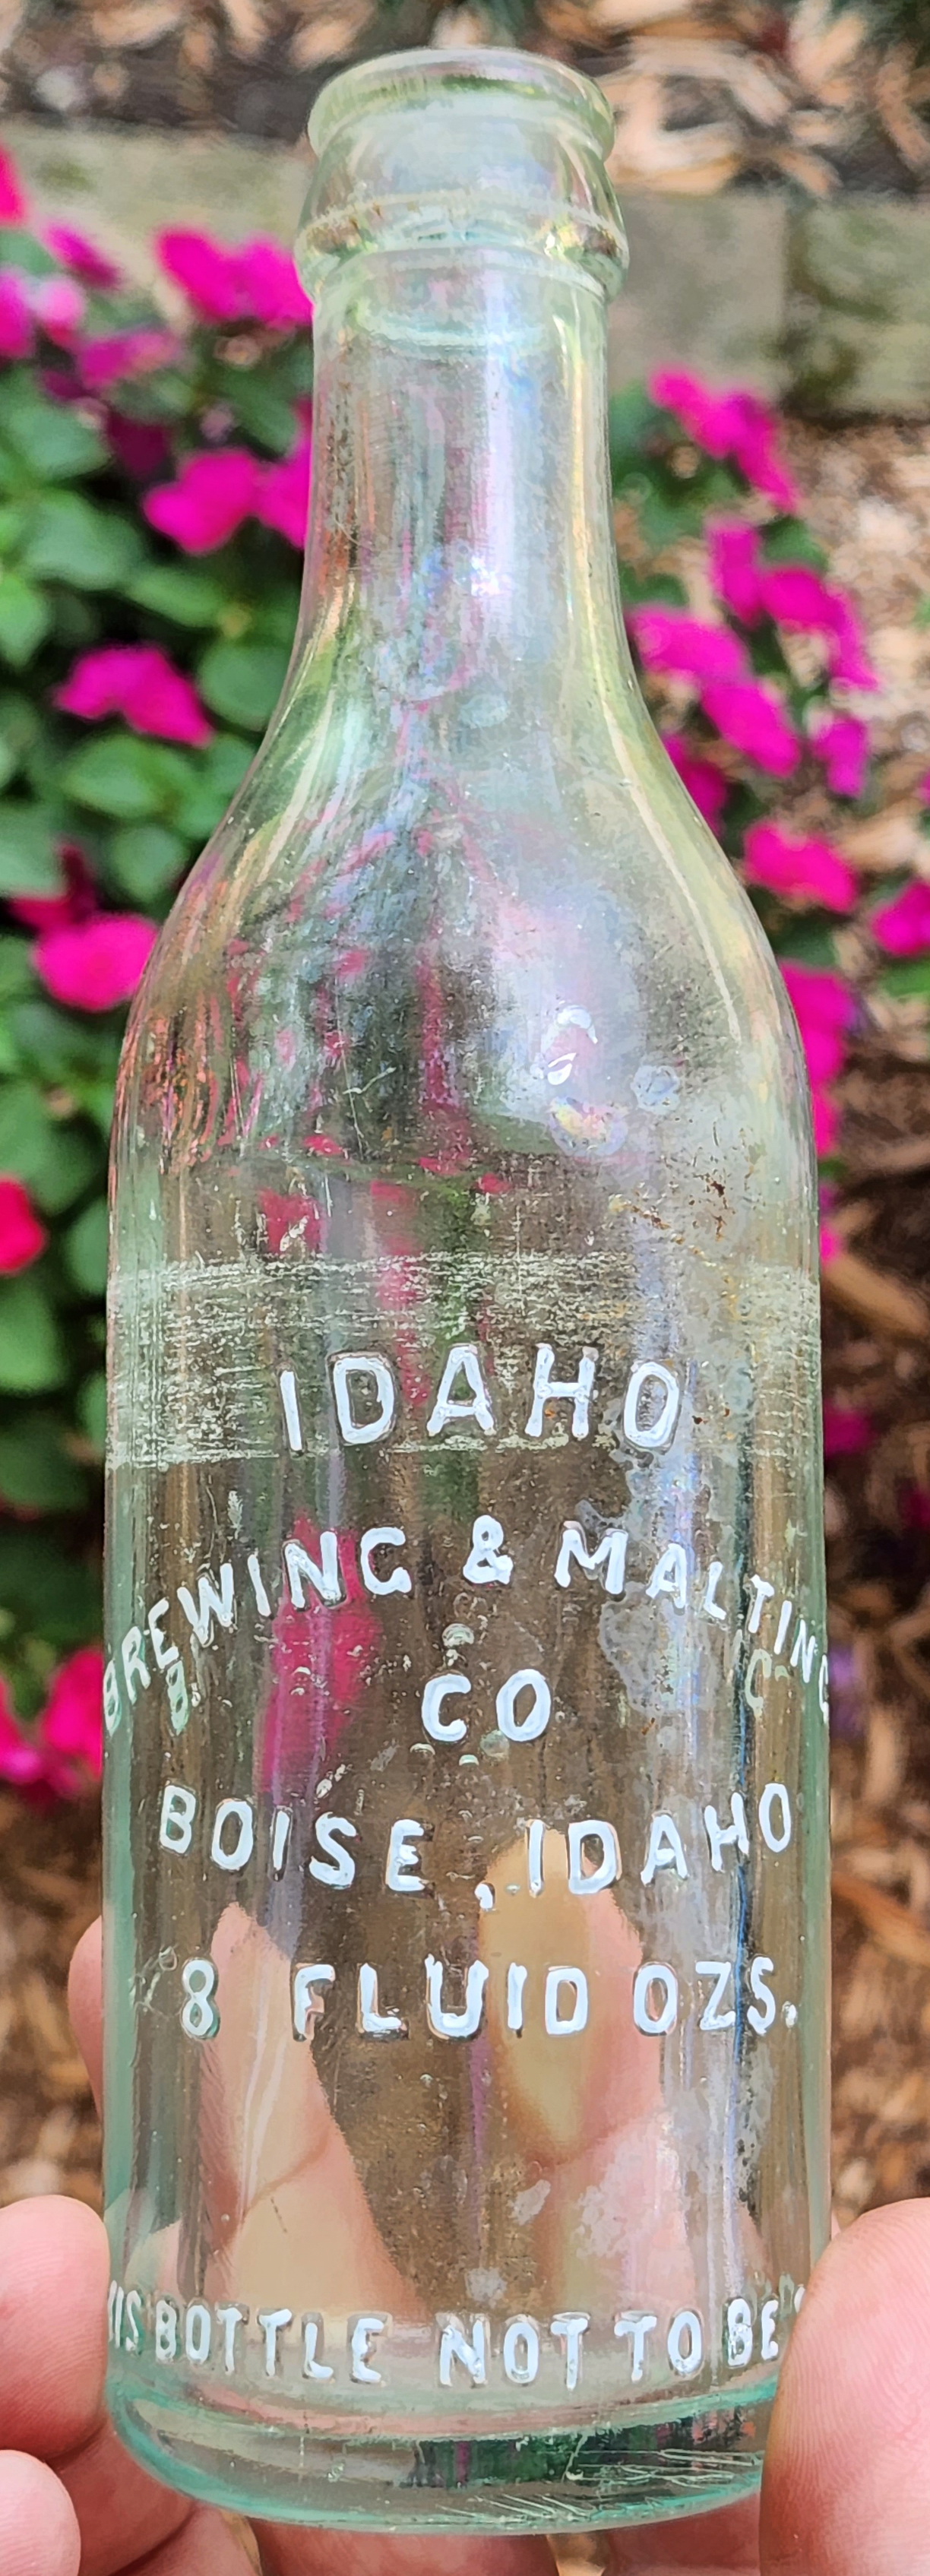 IDAHO
BREWING & MALTING
CO
BOISE, IDAHO
8 FLUID OZS.
BOTTLE NOT TO BE